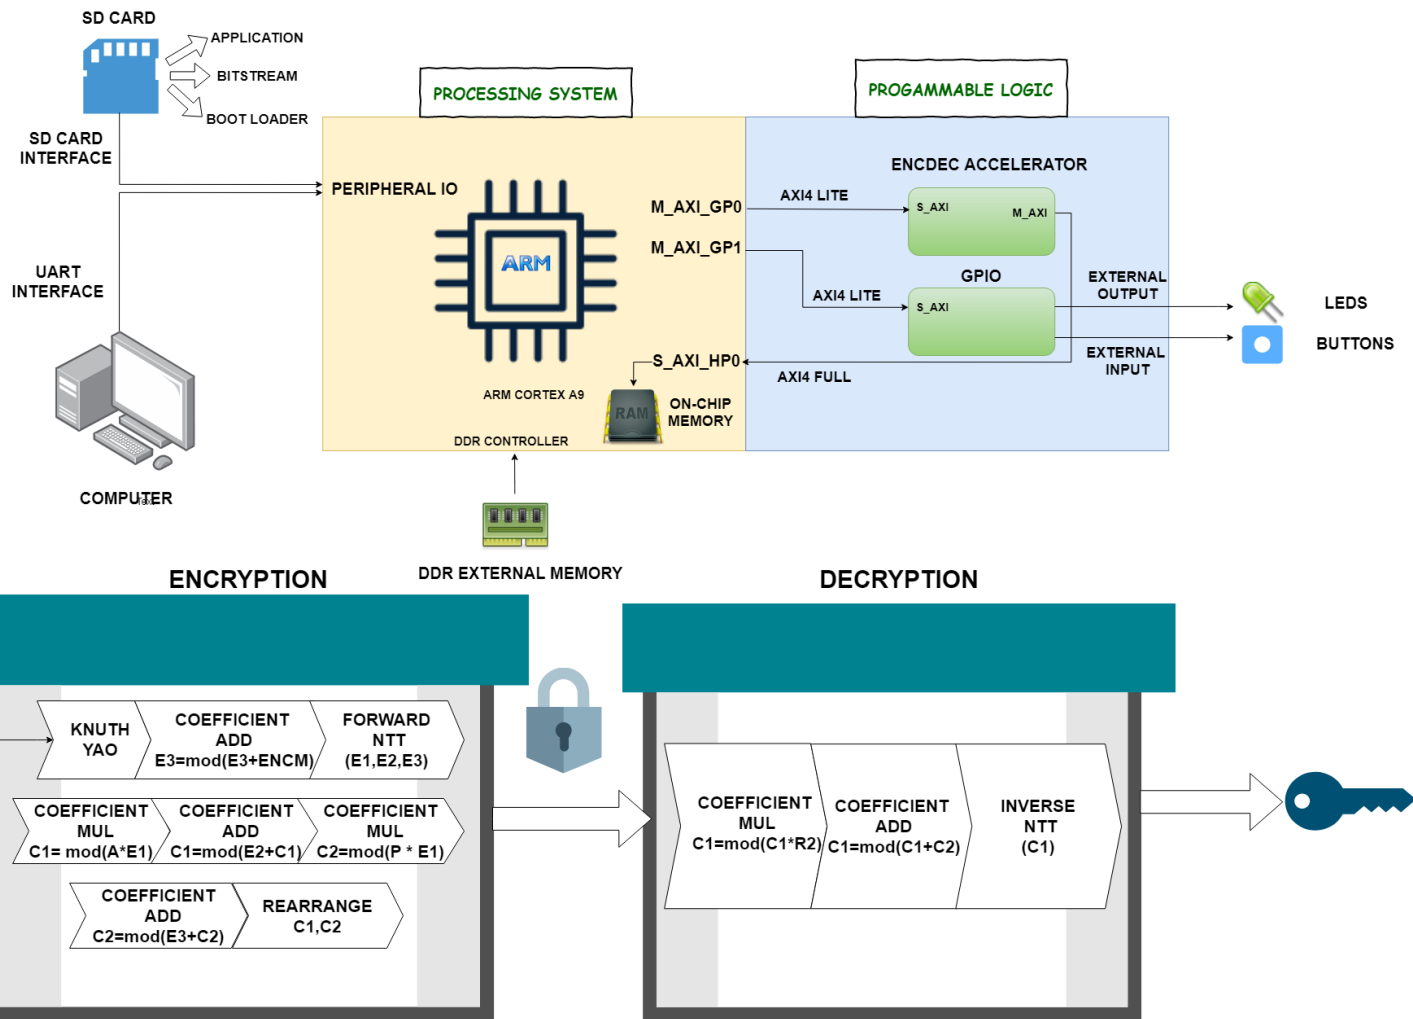 SD CARD
APPLICATION
BITSTREAM
BOOT LOADER
SD CARD
INTERFACE
UART
INTERFACE
COMPUTER
Text
PROCESSING SYSTEM
PROGAMMABLE LOGIC
PERIPHERAL IO
ARM
ARM CORTEX A9
M_AXI_GP0
M_AXI_GP1
S_AXI_HP0
RAM
ON-CHIP
MEMORY
DDR CONTROLLER
DDR EXTERNAL MEMORY
ENCDEC ACCELERATOR
AXI4 LITE
S_AXI
M_AXI
GPIO
AXI4 LITE
S_AXI
AXI4 FULL
EXTERNAL
OUTPUT
EXTERNAL
INPUT
LEDS
BUTTONS
ENCRYPTION
KNUTH
YAO
COEFFICIENT
ADD
E3=mod(E3+ENCM)
FORWARD
NTT
(E1,E2,E3)
COEFFICIENT
MUL
C1= mod(A*E1)
COEFFICIENT
ADD
C1=mod(E2+C1)
COEFFICIENT
MUL
C2=mod(P * E1)
COEFFICIENT
ADD
C2=mod(E3+C2)
REARRANGE
C1,C2
DECRYPTION
COEFFICIENT
MUL
C1=mod(C1*R2)
COEFFICIENT
ADD
C1=mod(C1+C2)
INVERSE
NTT
(C1)